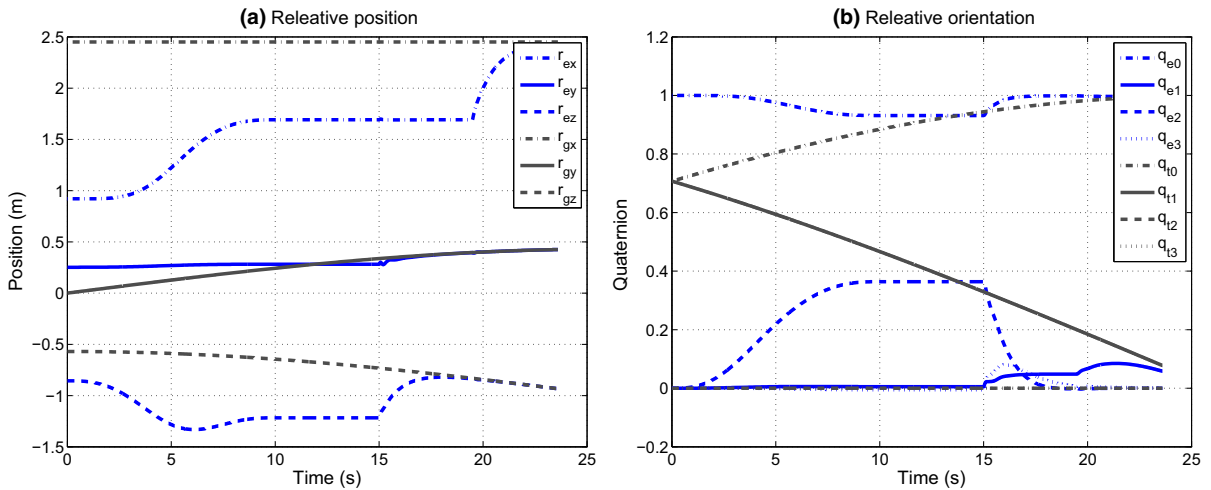 (a) Releative position
2.5
2
1.5
1
0.5
0
−0.5
−1
−1.5
Position (m)
0 5 10 15 20 25
Time (s)
r_ex
r_ey
r_ez
r_gx
r_gy
r_gz
(b) Releative orientation
1.2
1
0.8
0.6
0.4
0.2
0
−0.2
Quaternion
0 5 10 15 20 25
Time (s)
q_e0
q_e1
q_e2
q_e3
q_t0
q_t1
q_t2
q_t3